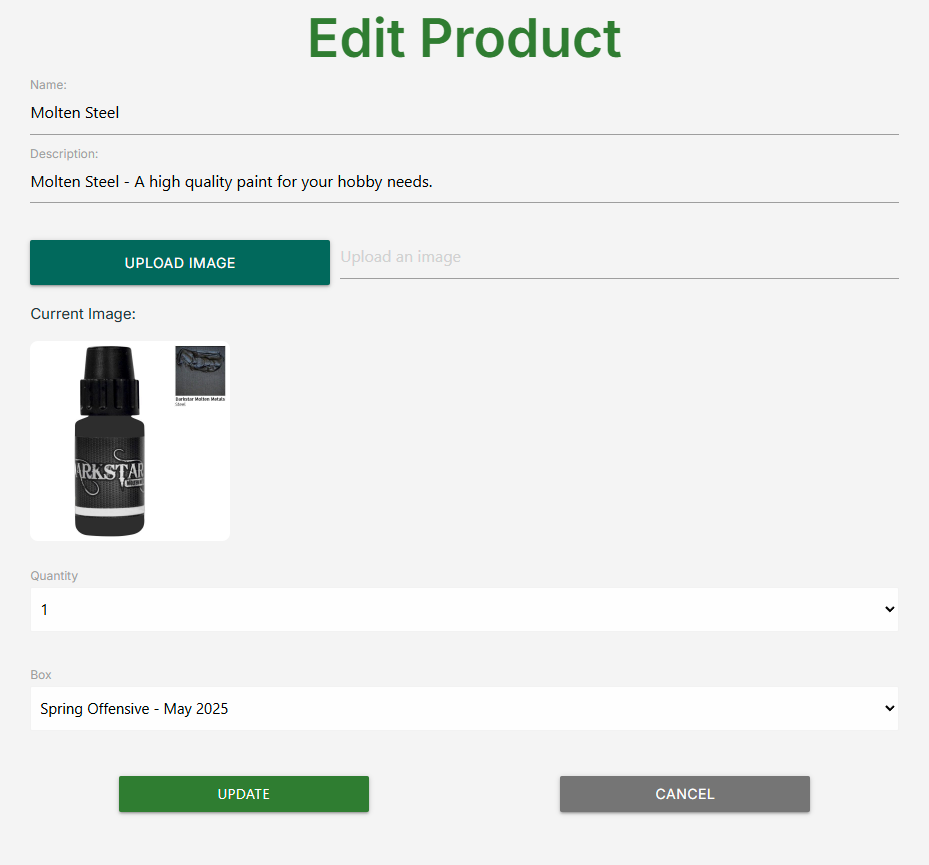 Edit Product
Name:
Molten Steel
Description:
Molten Steel - A high quality paint for your hobby needs.
UPLOAD IMAGE
Upload an image
Current Image:
Darkstar Molten Metals
Steel
ARKSTAR
Quantity
1
Box
Spring Offensive - May 2025
UPDATE
CANCEL